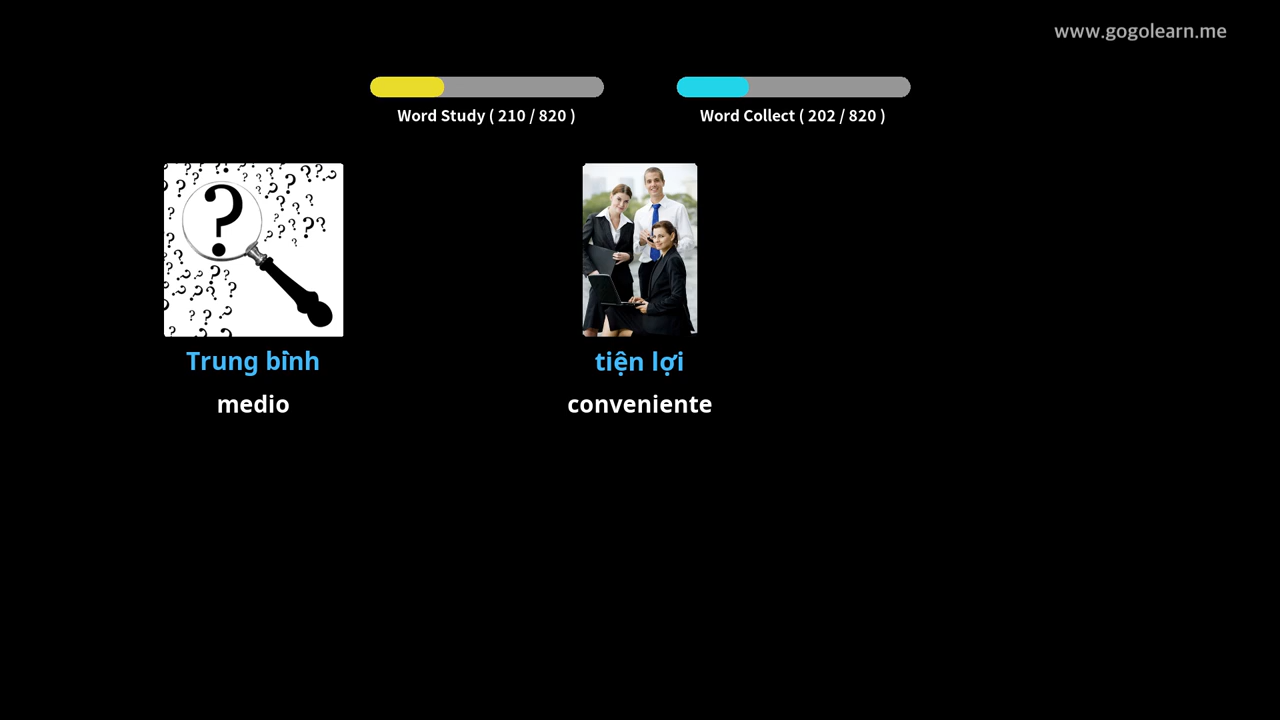 www.gogolearn.me
Word Study ( 210 / 820 )
Word Collect ( 202 / 820 )
Trung bình
tiện lợi
medio
conveniente